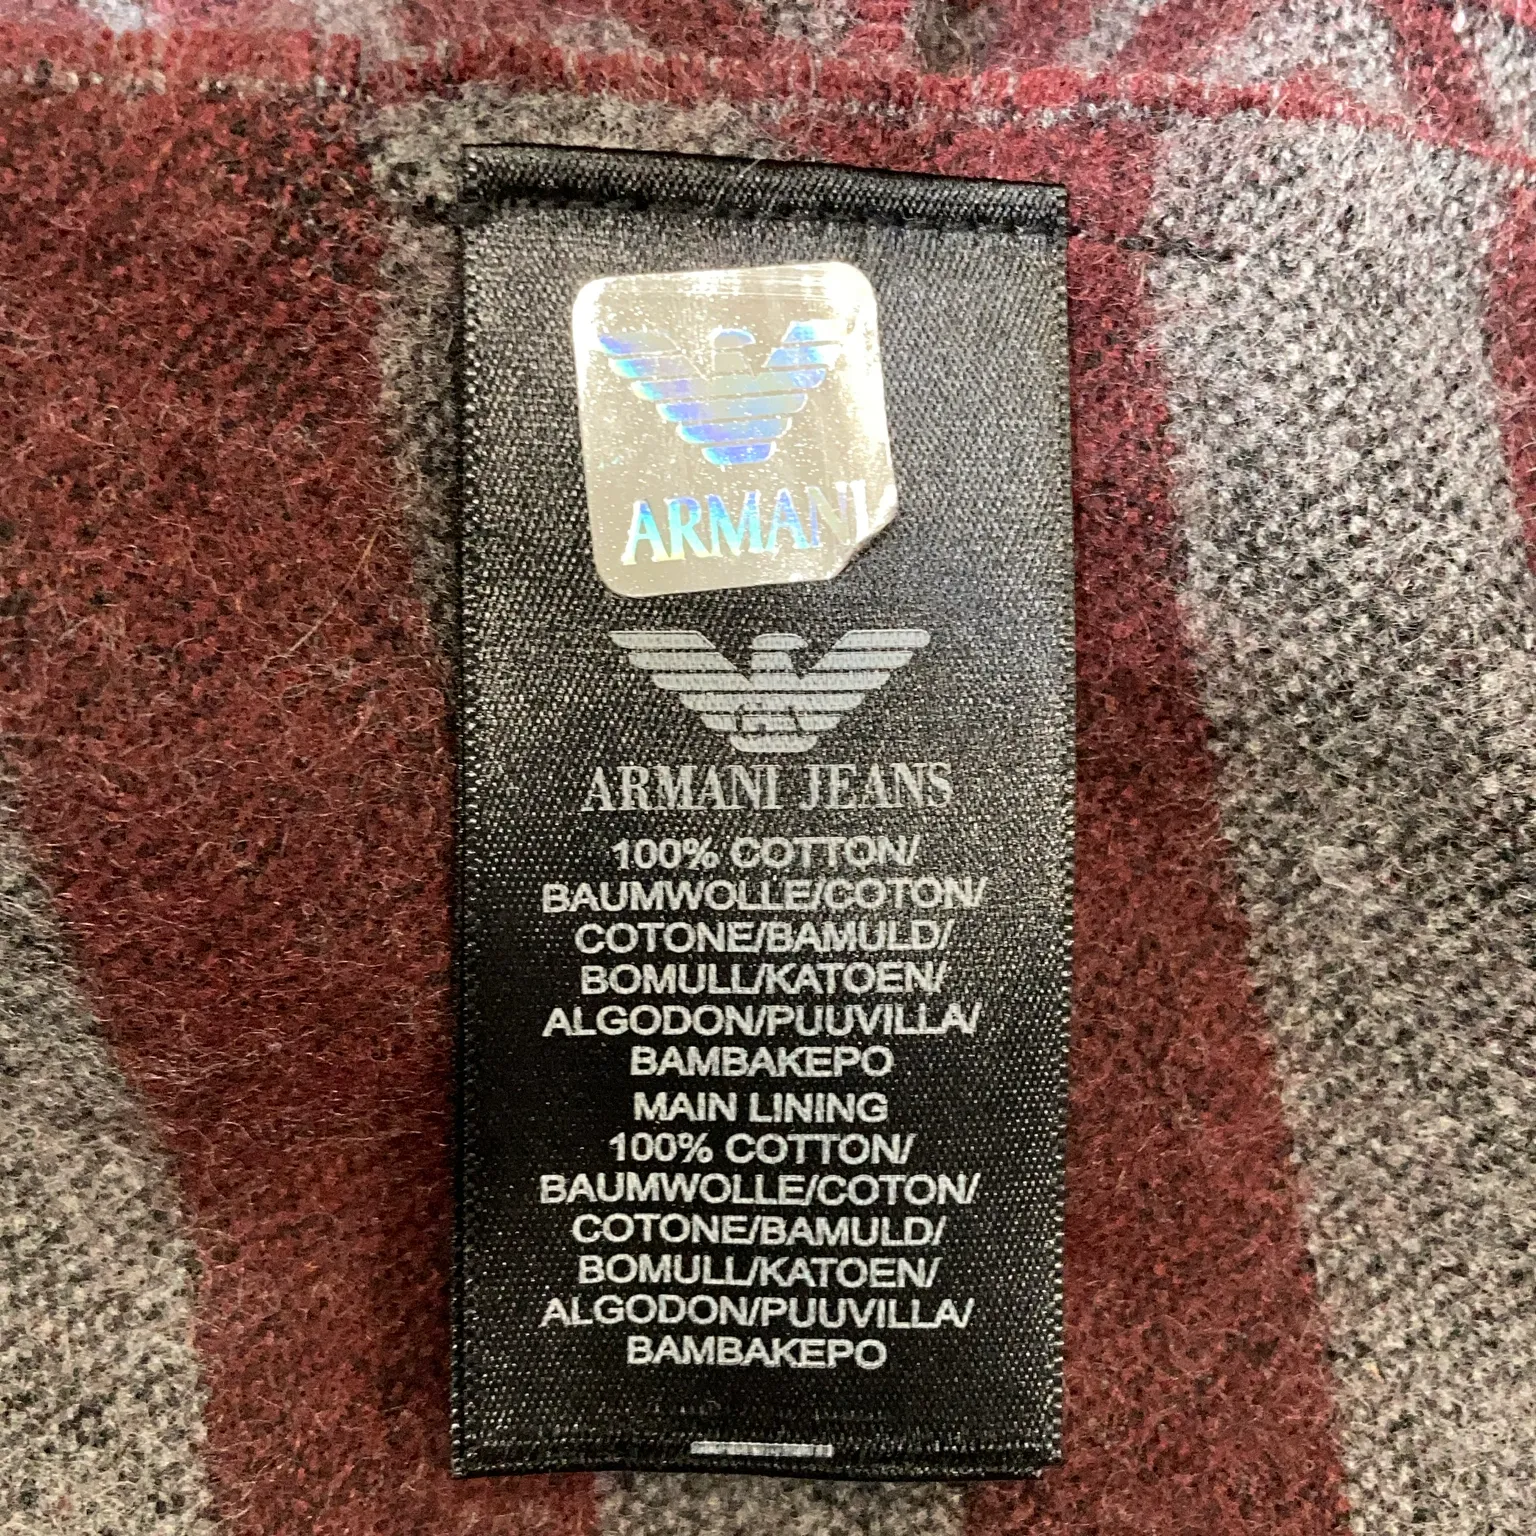 ARMANI
ARMANI JEANS
100% COTTON/
BAUMWOLLE/COTON/
COTONE/BAMULD/
BOMULL/KATOEN/
ALGODON/PUUVILLA/
BAMBAKEPO
MAIN LINING
100% COTTON/
BAUMWOLLE/COTON/
COTONE/BAMULD/
BOMULL/KATOEN/
ALGODON/PUUVILLA/
BAMBAKEPO